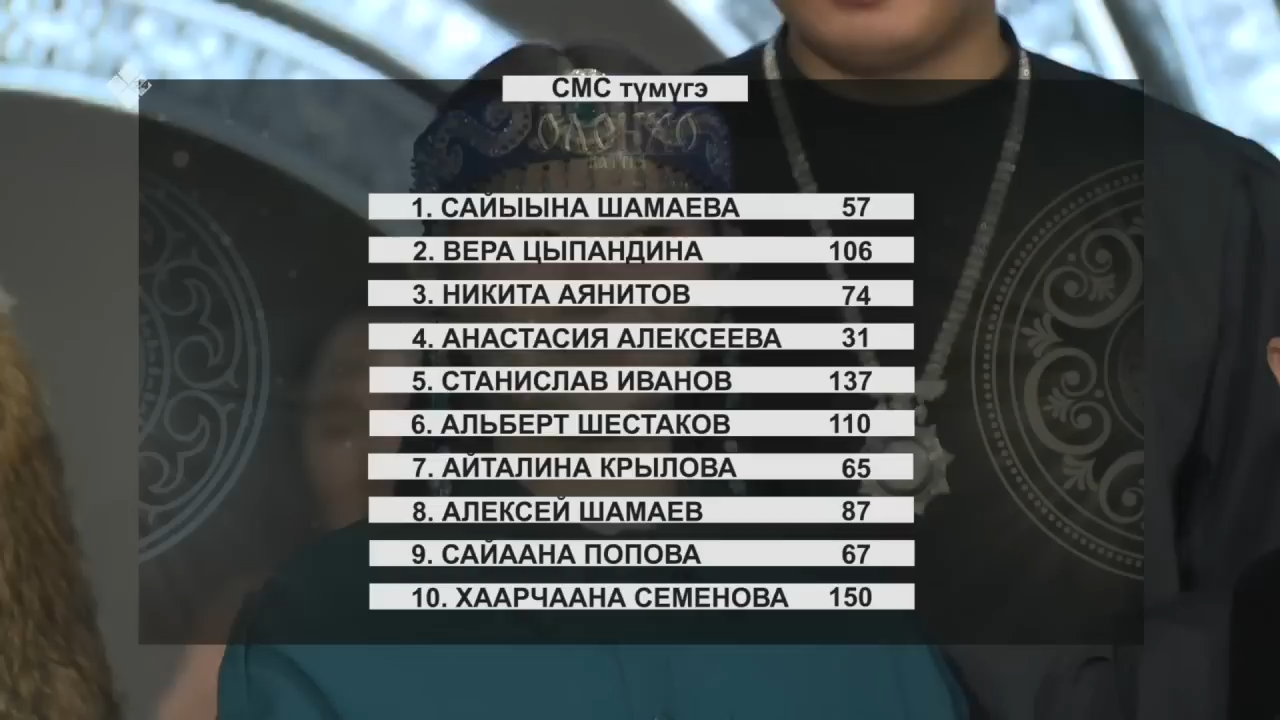 СМС түмүгэ
ОЛОНХО
1. САЙЫЫНА ШАМАЕВА 57
2. ВЕРА ЦЫПАНДИНА 106
3. НИКИТА АЯНИТОВ 74
4. АНАСТАСИЯ АЛЕКСЕЕВА 31
5. СТАНИСЛАВ ИВАНОВ 137
6. АЛЬБЕРТ ШЕСТАКОВ 110
7. АЙТАЛИНА КРЫЛОВА 65
8. АЛЕКСЕЙ ШАМАЕВ 87
9. САЙААНА ПОПОВА 67
10. ХААРЧААНА СЕМЕНОВА 150